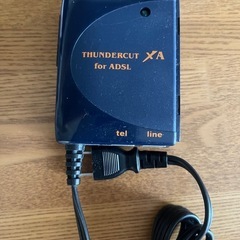 THUNDERCUT XA
for ADSL
tel line